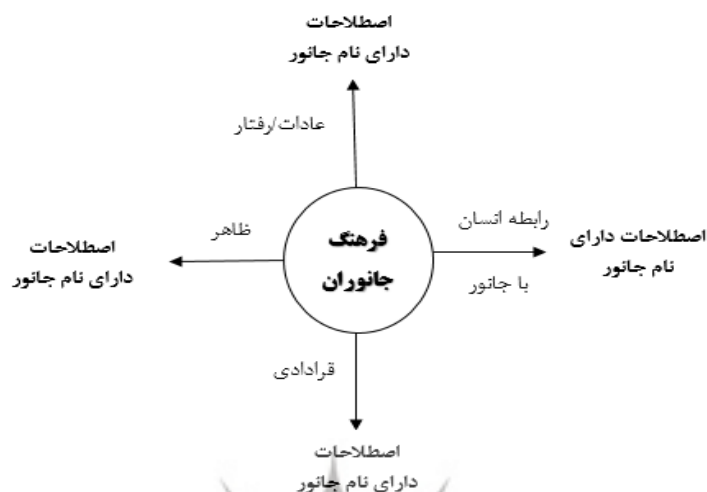 اصطلاحات
دارای نام جانور
عادات/رفتار
رابطه انسان
با جانور
اصطلاحات دارای
نام جانور
فرهنگ
جانوران
ظاهر
اصطلاحات
دارای نام جانور
قرادادی
اصطلاحات
دارای نام جانور